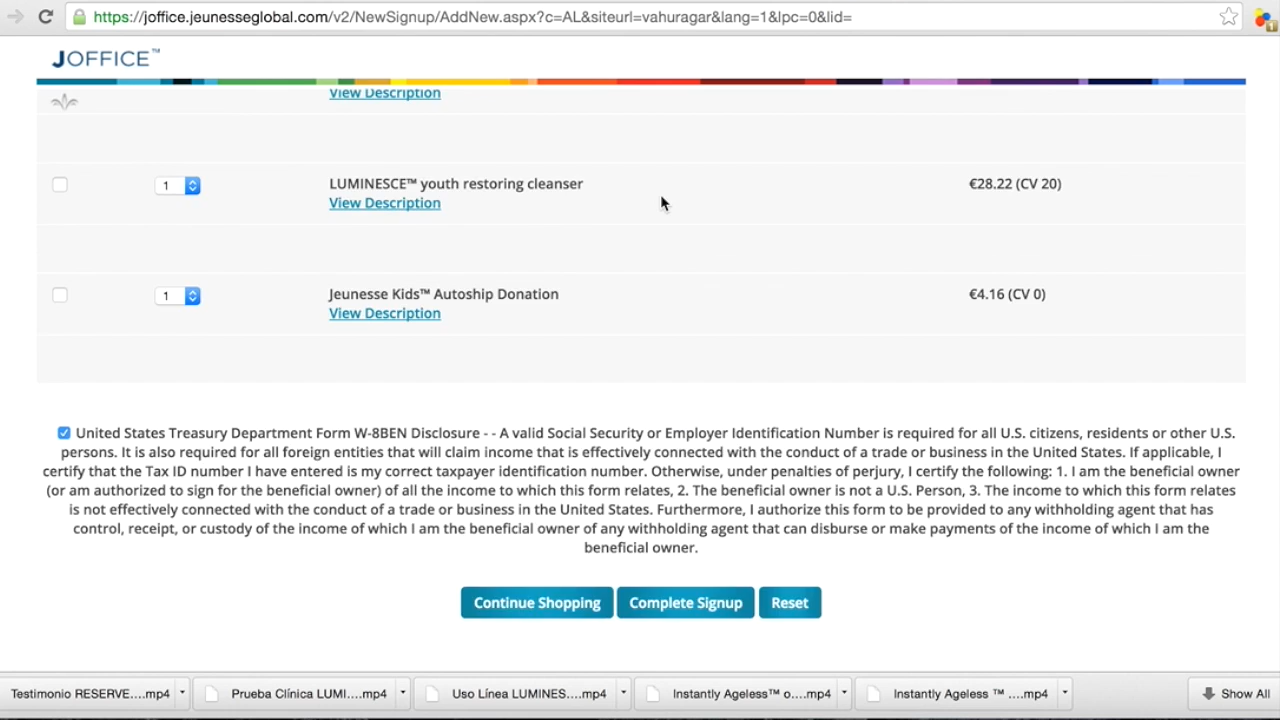 https://joffice.jeunesseglobal.com/v2/NewSignup/AddNew.aspx?c=AL&siteurl=vahuragar&lang=1&lpc=0&lid=
JOFFICE™
View Description
1 LUMINESCE™ youth restoring cleanser €28.22 (CV 20)
View Description
1 Jeunesse Kids™ Autoship Donation €4.16 (CV 0)
View Description
United States Treasury Department Form W-8BEN Disclosure - - A valid Social Security or Employer Identification Number is required for all U.S. citizens, residents or other U.S.
persons. It is also required for all foreign entities that will claim income that is effectively connected with the conduct of a trade or business in the United States. If applicable, I
certify that the Tax ID number I have entered is my correct taxpayer identification number. Otherwise, under penalties of perjury, I certify the following: 1. I am the beneficial owner
(or am authorized to sign for the beneficial owner) of all the income to which this form relates, 2. The beneficial owner is not a U.S. Person, 3. The income to which this form relates
is not effectively connected with the conduct of a trade or business in the United States. Furthermore, I authorize this form to be provided to any withholding agent that has
control, receipt, or custody of the income of which I am the beneficial owner of any withholding agent that can disburse or make payments of the income of which I am the
beneficial owner.
Continue Shopping Complete Signup Reset
Testimonio RESERVE....mp4 Prueba Clínica LUMI....mp4 Uso Línea LUMINES....mp4 Instantly Ageless™ o....mp4 Instantly Ageless ™ ....mp4 Show All